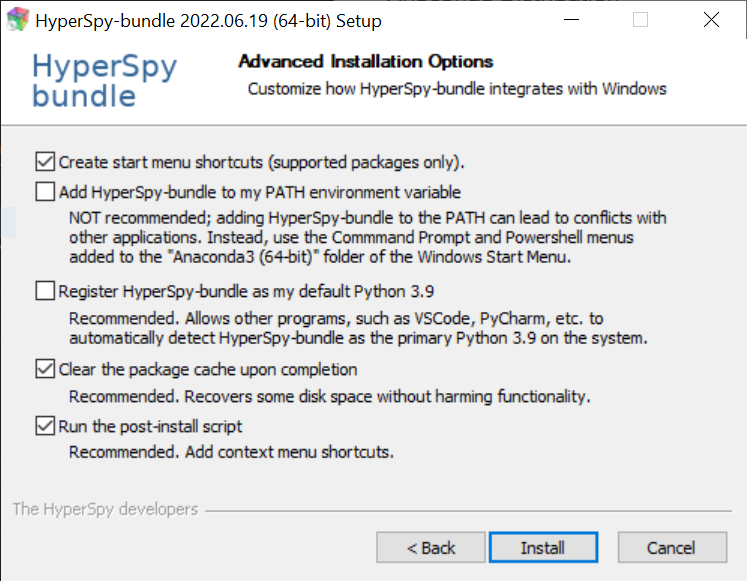 HyperSpy-bundle 2022.06.19 (64-bit) Setup
HyperSpy
bundle
Advanced Installation Options
Customize how HyperSpy-bundle integrates with Windows
Create start menu shortcuts (supported packages only).
Add HyperSpy-bundle to my PATH environment variable
NOT recommended; adding HyperSpy-bundle to the PATH can lead to conflicts with
other applications. Instead, use the Commmand Prompt and Powershell menus
added to the "Anaconda3 (64-bit)" folder of the Windows Start Menu.
Register HyperSpy-bundle as my default Python 3.9
Recommended. Allows other programs, such as VSCode, PyCharm, etc. to
automatically detect HyperSpy-bundle as the primary Python 3.9 on the system.
Clear the package cache upon completion
Recommended. Recovers some disk space without harming functionality.
Run the post-install script
Recommended. Add context menu shortcuts.
The HyperSpy developers
< Back
Install
Cancel